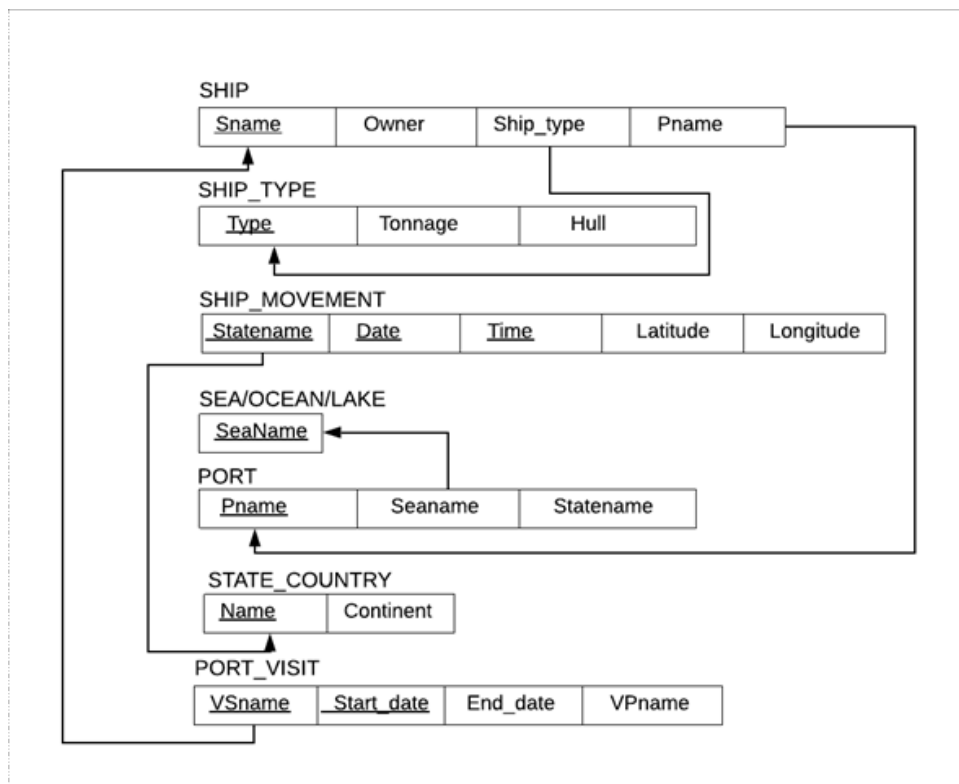 SHIP
Sname Owner Ship_type Pname
SHIP_TYPE
Type Tonnage Hull
SHIP_MOVEMENT
Statename Date Time Latitude Longitude
SEA/OCEAN/LAKE
SeaName
PORT
Pname Seaname Statename
STATE_COUNTRY
Name Continent
PORT_VISIT
VSname Start_date End_date VPname